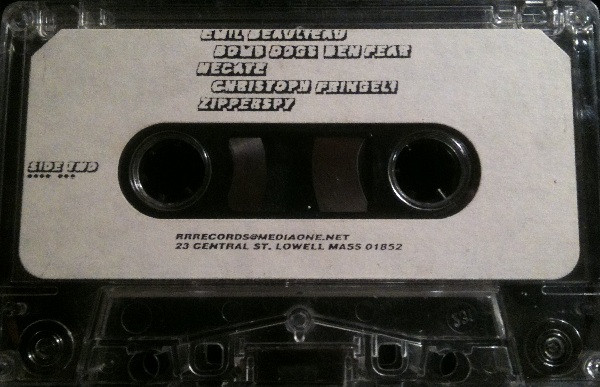 EMIL BEAULIEAU
BOMB DOGS BEN FEAR
HECATE
CHRISTOPH FRINGELI
ZIPPERSPY
SIDE TWO
RRRECORDS@MEDIAONE.NET
23 CENTRAL ST. LOWELL MASS 01852